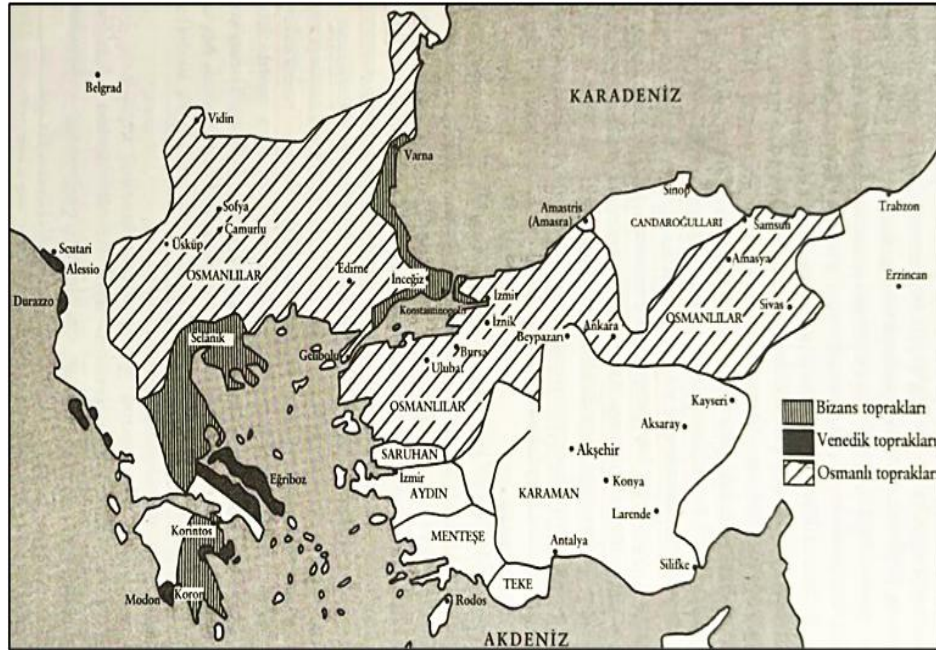 KARADENİZ
Belgrad
Vidin
Varna
Sinop
Trabzon
Amastris
(Amasra)
CANDAROĞULLARI
Samsun
Sofya
Çamurlu
Üsküp
Scutari
Alessio
OSMANLILAR
Edirne
İnceğiz
Amasya
Erzincan
Durazzo
Konstantinopolis
İzmir
İznik
OSMANLILAR
Sivas
Selanik
Gelibolu
Bursa
Ulubat
Beypazarı
Ankara
OSMANLILAR
Kayseri
Aksaray
Bizans toprakları
Venedik toprakları
Osmanlı toprakları
SARUHAN
Akşehir
İzmir
Eğriboz
AYDIN
KARAMAN
Konya
Larende
Korintos
MENTEŞE
Antalya
Silifke
TEKE
Modon
Koron
Rodos
AKDENİZ